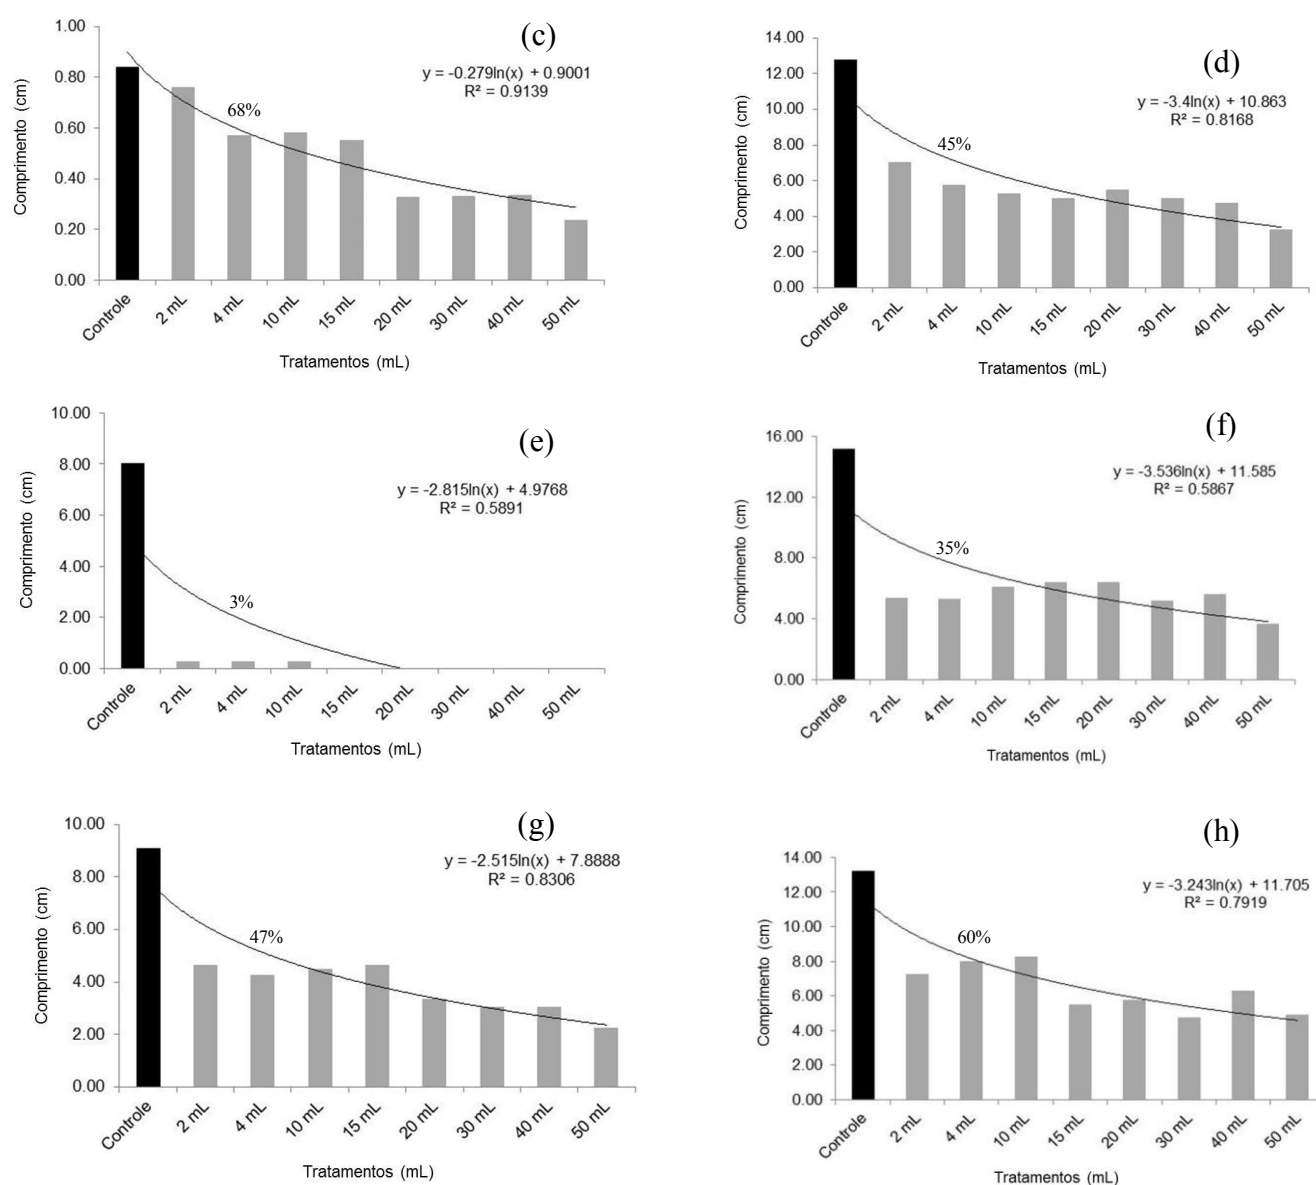 (c)
y = -0.279ln(x) + 0.9001
R² = 0.9139
68%
Comprimento (cm)
1.00
0.80
0.60
0.40
0.20
0.00
Controle
2 mL
4 mL
10 mL
15 mL
20 mL
30 mL
40 mL
50 mL
Tratamentos (mL)
(d)
y = -3.4ln(x) + 10.863
R² = 0.8168
45%
Comprimento (cm)
14.00
12.00
10.00
8.00
6.00
4.00
2.00
0.00
Controle
2 mL
4 mL
10 mL
15 mL
20 mL
30 mL
40 mL
50 mL
Tratamentos (mL)
(e)
y = -2.815ln(x) + 4.9768
R² = 0.5891
3%
Comprimento (cm)
10.00
8.00
6.00
4.00
2.00
0.00
Controle
2 mL
4 mL
10 mL
15 mL
20 mL
30 mL
40 mL
50 mL
Tratamentos (mL)
(f)
y = -3.536ln(x) + 11.585
R² = 0.5867
35%
Comprimento (cm)
16.00
12.00
8.00
4.00
0.00
Controle
2 mL
4 mL
10 mL
15 mL
20 mL
30 mL
40 mL
50 mL
Tratamentos (mL)
(g)
y = -2.515ln(x) + 7.8888
R² = 0.8306
47%
Comprimento (cm)
10.00
8.00
6.00
4.00
2.00
0.00
Controle
2 mL
4 mL
10 mL
15 mL
20 mL
30 mL
40 mL
50 mL
Tratamentos (mL)
(h)
y = -3.243ln(x) + 11.705
R² = 0.7919
60%
Comprimento (cm)
14.00
12.00
10.00
8.00
6.00
4.00
2.00
0.00
Controle
2 mL
4 mL
10 mL
15 mL
20 mL
30 mL
40 mL
50 mL
Tratamentos (mL)